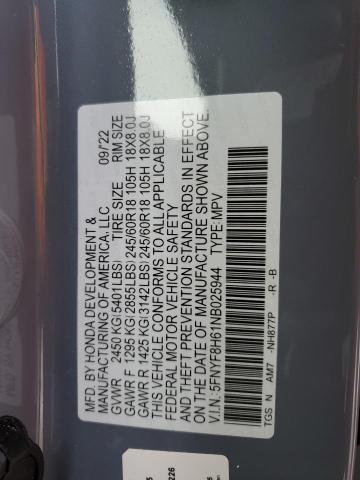 MFD. BY HONDA DEVELOPMENT &
MANUFACTURING OF AMERICA, LLC 09/'22
GVWR 2450 KG(5401LBS) TIRE SIZE RIM SIZE
GAWR F 1295 KG(2855LBS) 245/60R18 105H 18X8.0J
GAWR R 1425 KG(3142LBS) 245/60R18 105H 18X8.0J
THIS VEHICLE CONFORMS TO ALL APPLICABLE
FEDERAL MOTOR VEHICLE SAFETY
AND THEFT PREVENTION STANDARDS IN EFFECT
ON THE DATE OF MANUFACTURE SHOWN ABOVE.
V.I.N.: 5FNYF8H61NB025944 TYPE: MPV
TGS N AM7 -NH877P -R -B
226